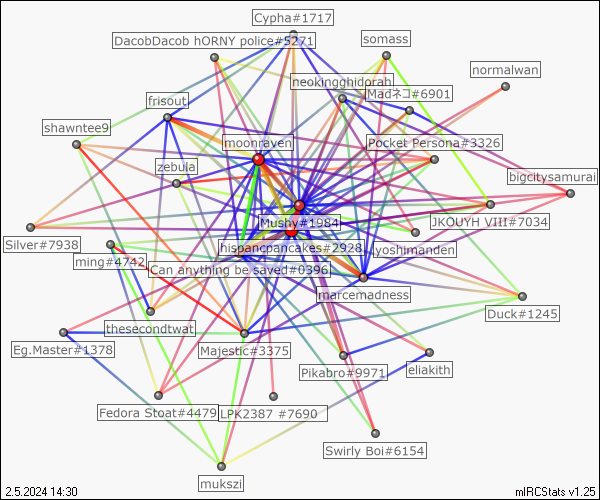 Cypha#1717
DacobDacob hORNY police#5271
somass
normalwan
neokingghidorah
Madネコ#6901
frisout
shawntee9
moonraven
Pocket Persona#3326
zebula
bigcitysamurai
Mushy#1984
JKOUYH VIII#7034
Silver#7938
hispanicpancakes#2928
yoshimanden
ming#4742
Can anything be saved#0396
marcemadness
Duck#1245
thesecondtwat
Eg.Master#1378
Majestic#3375
Pikabro#9971
eliakith
Fedora Stoat#4479
LPK2387 #7690
Swirly Boi#6154
mukszi
2.5.2024 14:30
mIRCStats v1.25